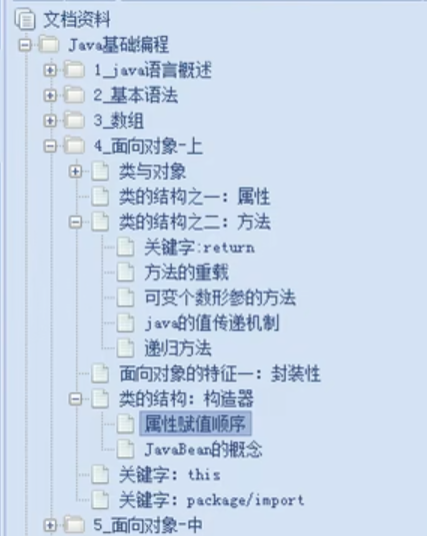 文档资料
Java基础编程
1_java语言概述
2_基本语法
3_数组
4_面向对象-上
类与对象
类的结构之一：属性
类的结构之二：方法
关键字:return
方法的重载
可变个数形参的方法
java的值传递机制
递归方法
面向对象的特征一：封装性
类的结构：构造器
属性赋值顺序
JavaBean的概念
关键字：this
关键字：package/import
5_面向对象-中